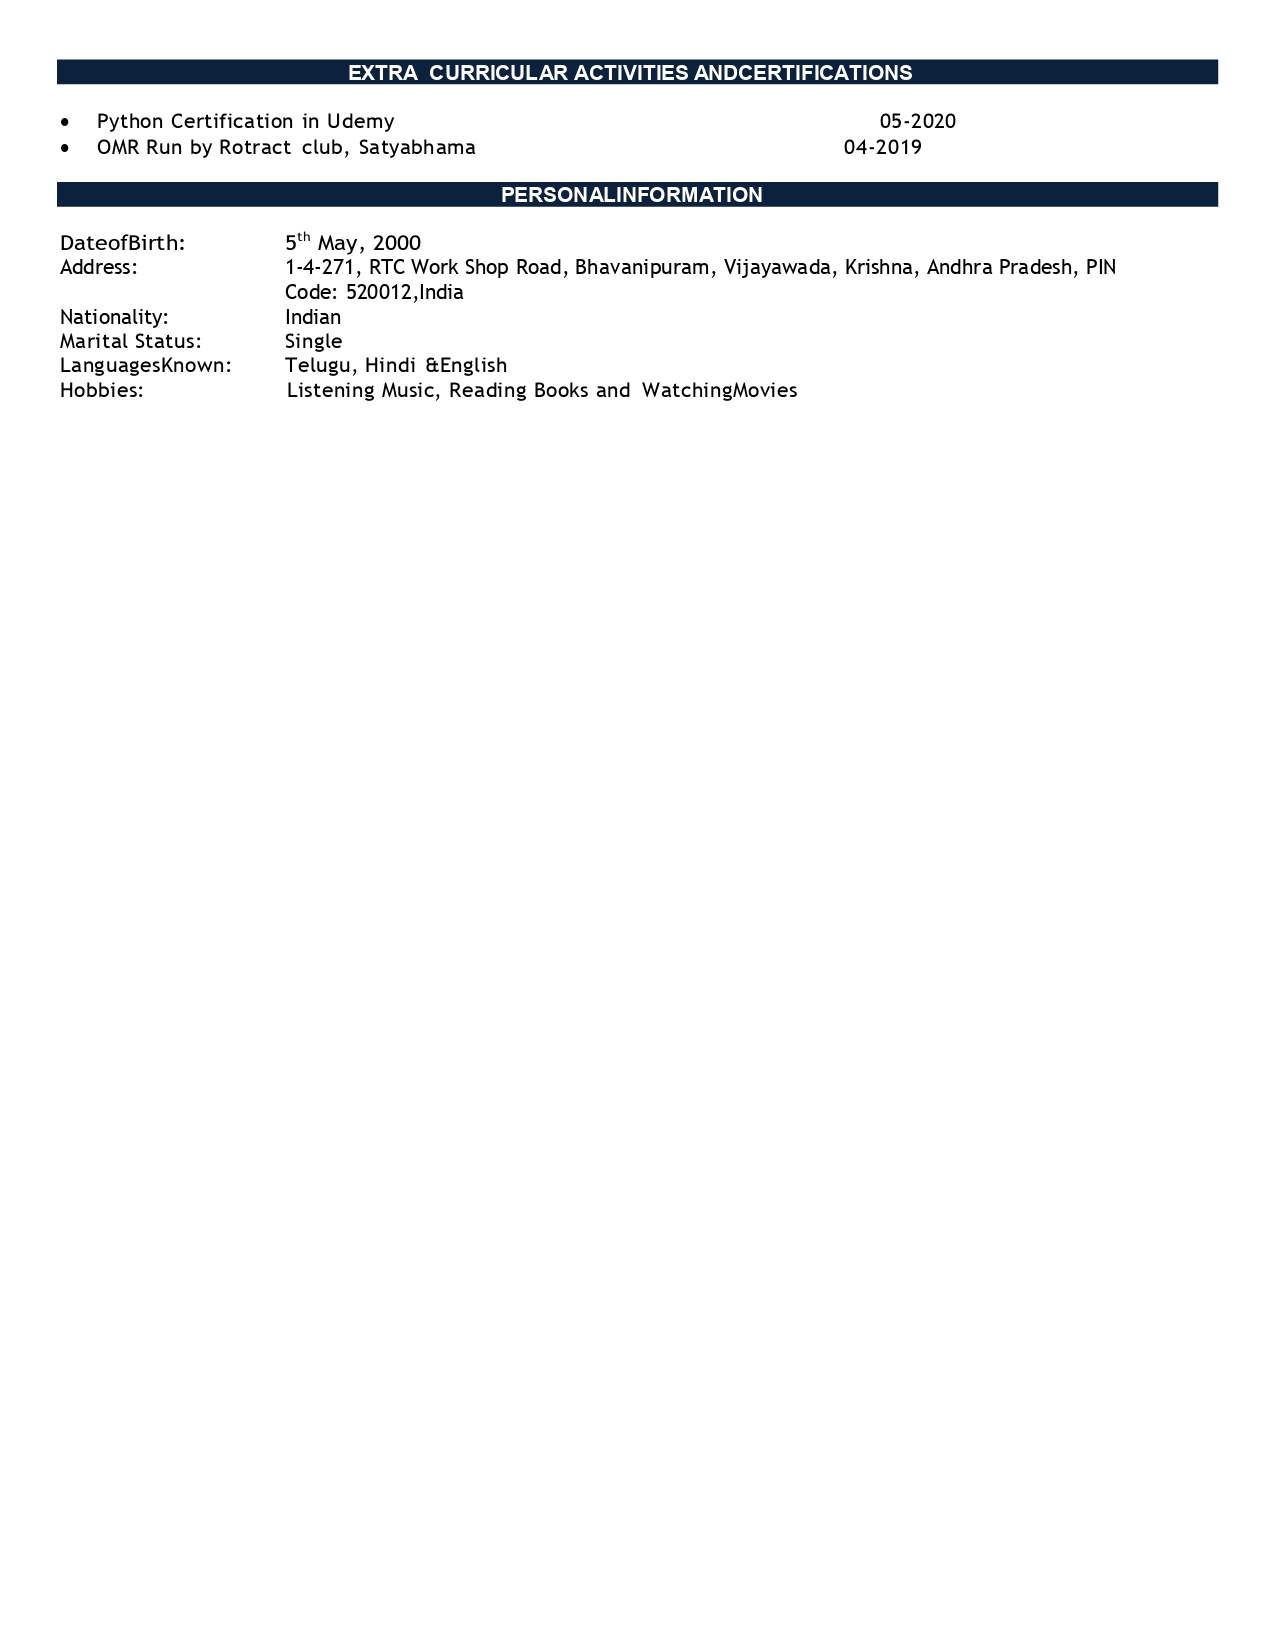 EXTRA CURRICULAR ACTIVITIES ANDCERTIFICATIONS
• Python Certification in Udemy 05-2020
• OMR Run by Rotract club, Satyabhama 04-2019
PERSONALINFORMATION
DateofBirth: 5th May, 2000
Address: 1-4-271, RTC Work Shop Road, Bhavanipuram, Vijayawada, Krishna, Andhra Pradesh, PIN
Code: 520012,India
Nationality: Indian
Marital Status: Single
LanguagesKnown: Telugu, Hindi &English
Hobbies: Listening Music, Reading Books and WatchingMovies